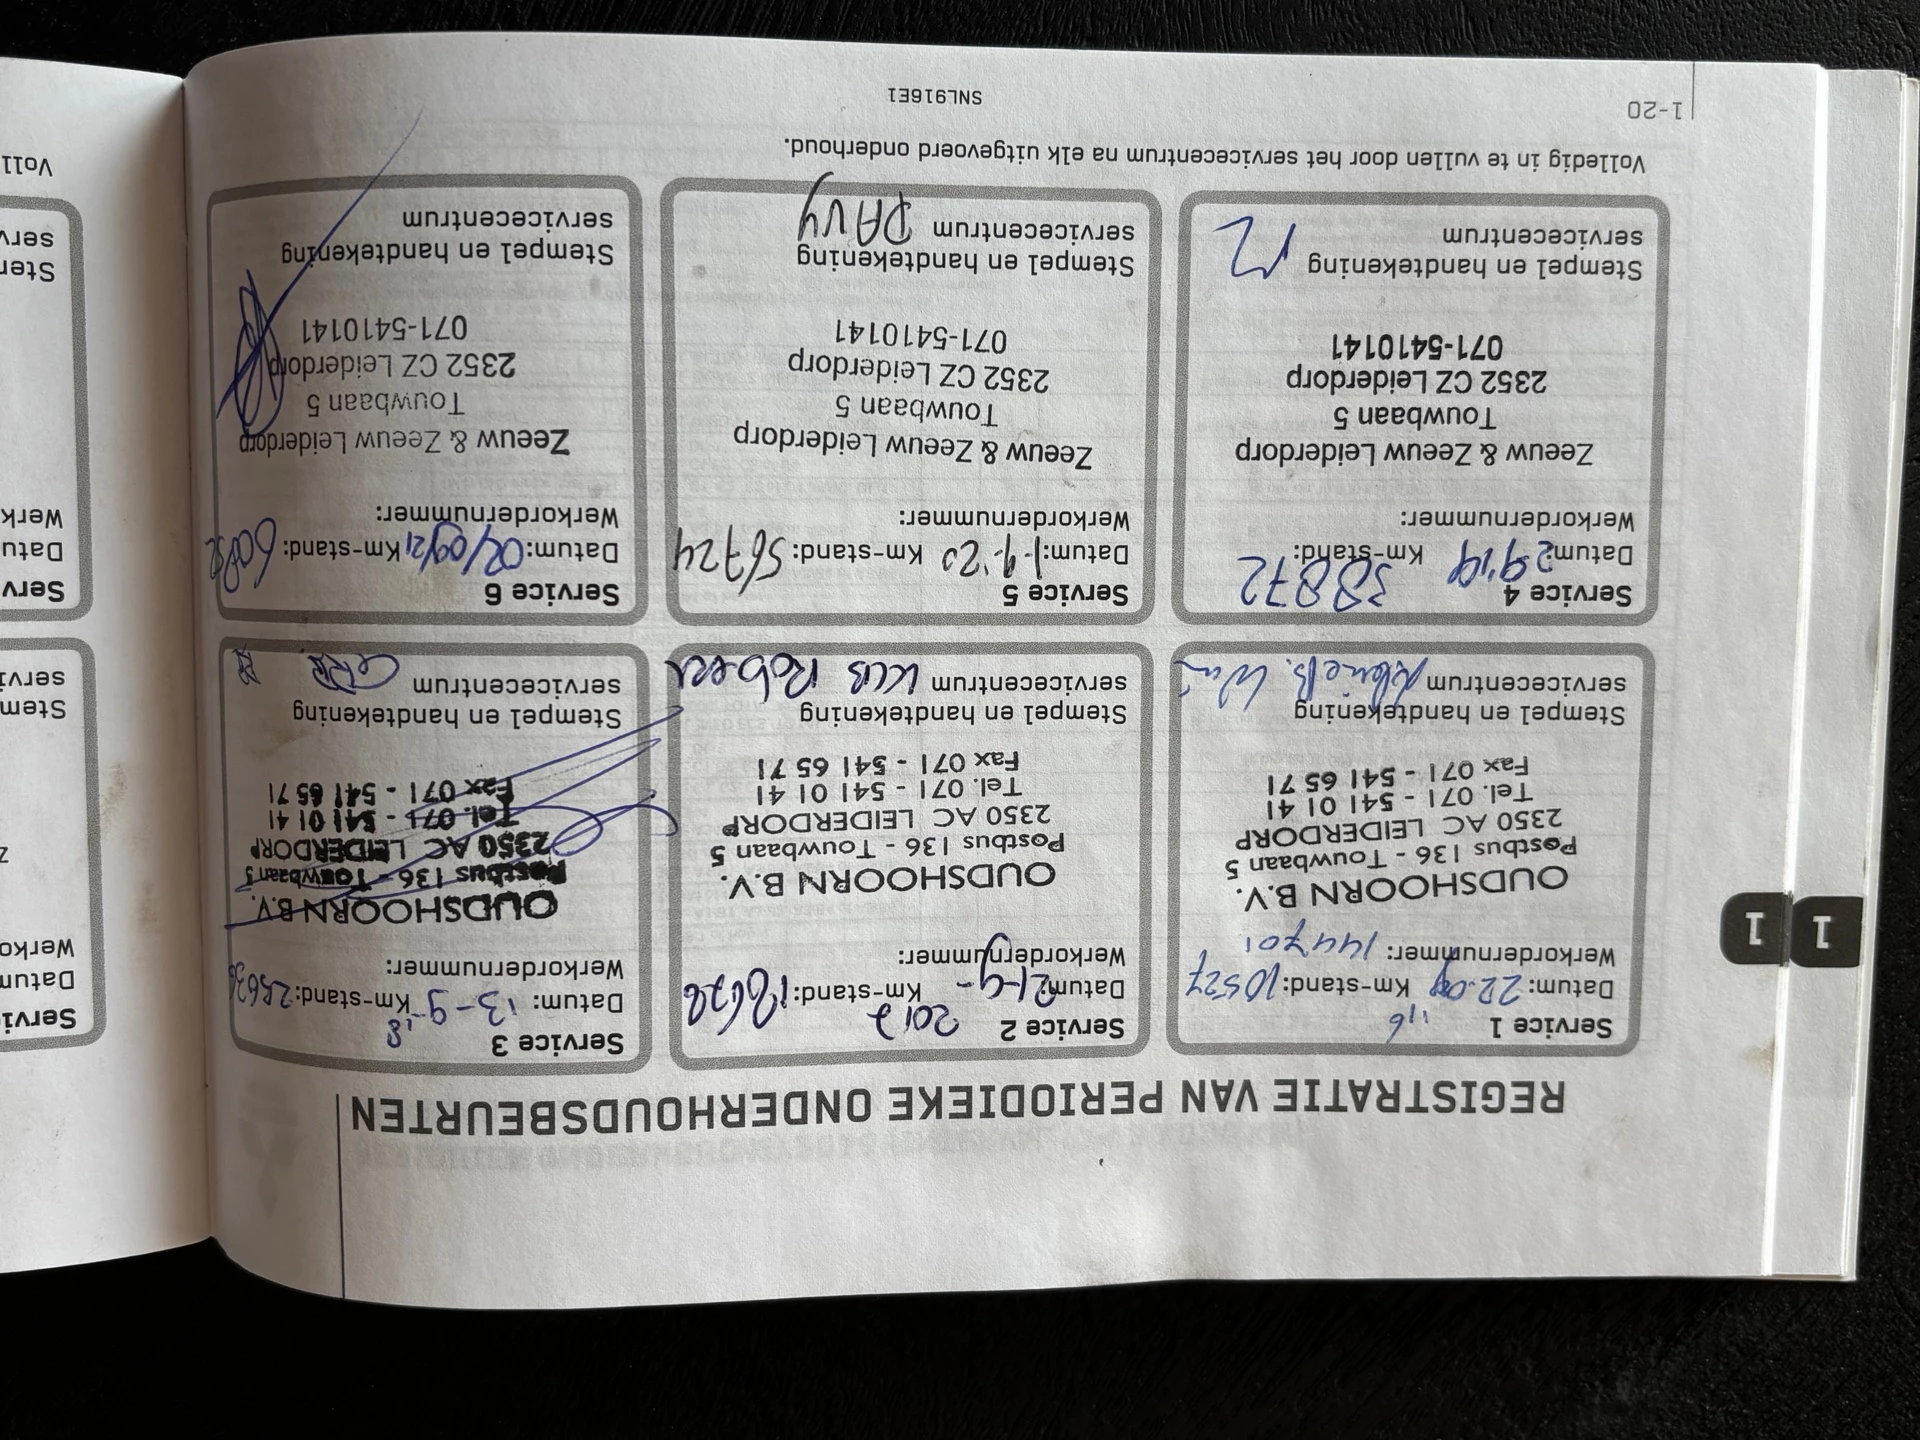 REGISTRATIE VAN PERIODIEKE ONDERHOUDSBEURTEN
Service 1
Datum: 22.09 '16 Km-stand: 10527
Werkordernummer: 144701
OUDSHOORN B.V.
Postbus 136 - Touwbaan 5
2350 AC LEIDERDORP
Tel. 071 - 541 01 41
Fax 071 - 541 65 71
Stempel en handtekening
servicecentrum
Service 2
Datum: 21-9-2017 Km-stand: 18678
Werkordernummer:
OUDSHOORN B.V.
Postbus 136 - Touwbaan 5
2350 AC LEIDERDORP
Tel. 071 - 541 01 41
Fax 071 - 541 65 71
Stempel en handtekening
servicecentrum
Service 3
Datum: 13-9-'18 Km-stand:
Werkordernummer:
OUDSHOORN B.V.
Postbus 136 - Touwbaan 5
2350 AC LEIDERDORP
Tel. 071 - 541 01 41
Fax 071 - 541 65 71
Stempel en handtekening
servicecentrum
Service 4
Datum: Km-stand: 38872
Werkordernummer:
Zeeuw & Zeeuw Leiderdorp
Touwbaan 5
2352 CZ Leiderdorp
071-5410141
Stempel en handtekening
servicecentrum
Service 5
Datum: 1-9-'20 Km-stand: 56724
Werkordernummer:
Zeeuw & Zeeuw Leiderdorp
Touwbaan 5
2352 CZ Leiderdorp
071-5410141
Stempel en handtekening
servicecentrum DAVY
Service 6
Datum: 02/09/21 Km-stand:
Werkordernummer:
Zeeuw & Zeeuw Leiderdorp
Touwbaan 5
2352 CZ Leiderdorp
071-5410141
Stempel en handtekening
servicecentrum
Volledig in te vullen door het servicecentrum na elk uitgevoerd onderhoud.
1-20
SNL916E1
1
1